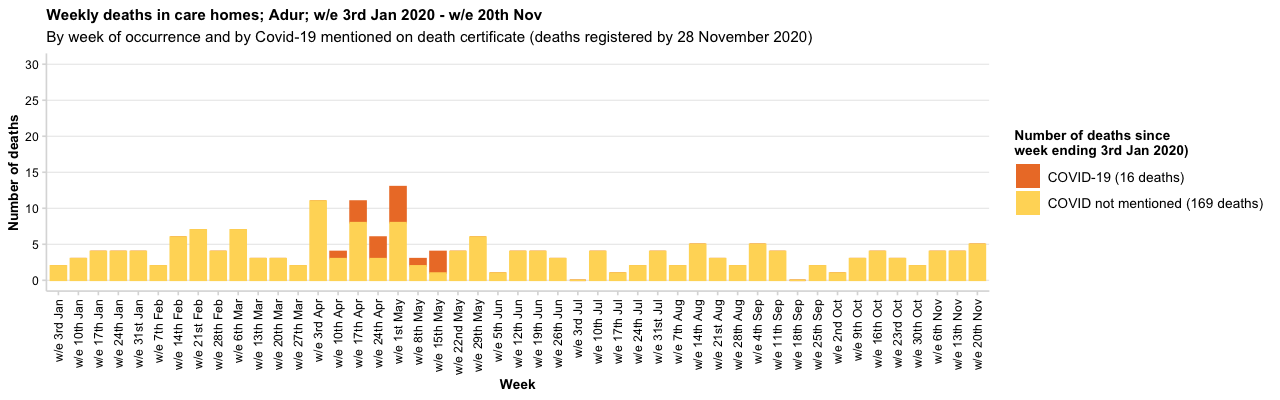 Weekly deaths in care homes; Adur; w/e 3rd Jan 2020 - w/e 20th Nov
By week of occurrence and by Covid-19 mentioned on death certificate (deaths registered by 28 November 2020)
Number of deaths
30
25
20
15
10
5
0
w/e 3rd Jan
w/e 10th Jan
w/e 17th Jan
w/e 24th Jan
w/e 31st Jan
w/e 7th Feb
w/e 14th Feb
w/e 21st Feb
w/e 28th Feb
w/e 6th Mar
w/e 13th Mar
w/e 20th Mar
w/e 27th Mar
w/e 3rd Apr
w/e 10th Apr
w/e 17th Apr
w/e 24th Apr
w/e 1st May
w/e 8th May
w/e 15th May
w/e 22nd May
w/e 29th May
w/e 5th Jun
w/e 12th Jun
w/e 19th Jun
w/e 26th Jun
w/e 3rd Jul
w/e 10th Jul
w/e 17th Jul
w/e 24th Jul
w/e 31st Jul
w/e 7th Aug
w/e 14th Aug
w/e 21st Aug
w/e 28th Aug
w/e 4th Sep
w/e 11th Sep
w/e 18th Sep
w/e 25th Sep
w/e 2nd Oct
w/e 9th Oct
w/e 16th Oct
w/e 23rd Oct
w/e 30th Oct
w/e 6th Nov
w/e 13th Nov
w/e 20th Nov
Week
Number of deaths since
week ending 3rd Jan 2020)
COVID-19 (16 deaths)
COVID not mentioned (169 deaths)